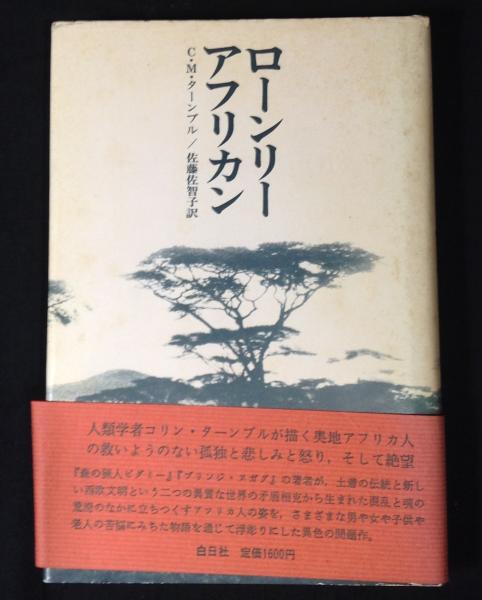 ローンリー
アフリカン
C・M・ターンブル／佐藤佐智子訳
人類学者コリン・ターンブルが描く奥地アフリカ人
の救いようのない孤独と悲しみと怒り，そして絶望
『森の猟人ピグミー』『ブリンジ・ヌガグ』の著者が，土着の伝統と新し
い西欧文明という二つの異質な世界の矛盾相克から生まれた混乱と魂の
荒廃のなかに立ちつくすアフリカ人の姿を，さまざまな男や女や子供や
老人の苦悩にみちた物語を通じて浮彫りにした異色の問題作。
白日社 定価1600円